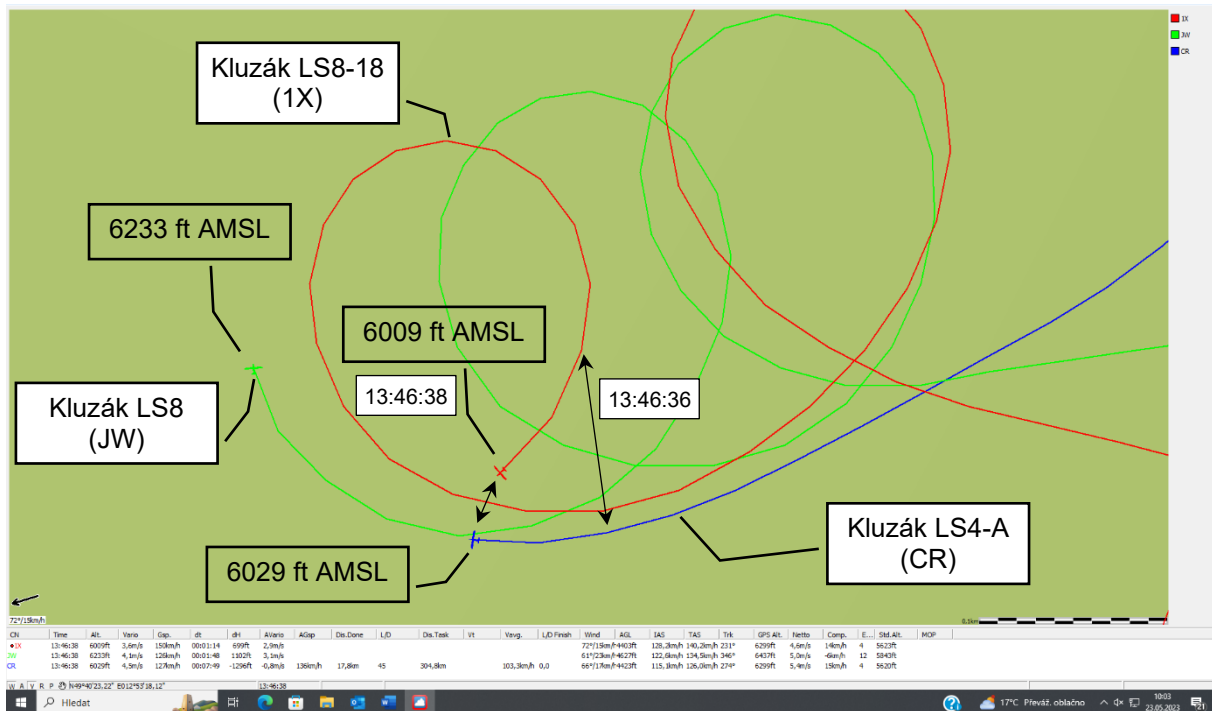 1X
JW
CR
Kluzák LS8-18
(1X)
6233 ft AMSL
6009 ft AMSL
13:46:38
13:46:36
Kluzák LS8
(JW)
Kluzák LS4-A
(CR)
6029 ft AMSL
72°/15km/h
0,1km
CN Time Alt. Vario Gsp. dt dH AVario AGsp Dis.Done L/D Dis.Task Vt Vavg. L/D Finish Wind AGL IAS TAS Trk GPS Alt. Netto Comp. E... Std.Alt. MOP
1X 13:46:38 6009ft 3,6m/s 150km/h 00:01:14 699ft 2,9m/s 72°/15km/h 4403ft 128,2km/h 140,2km/h 231° 6299ft 4,6m/s 14km/h 4 5623ft
JW 13:46:38 6233ft 4,1m/s 126km/h 00:01:48 1102ft 3,1m/s 61°/23km/h 4627ft 122,6km/h 134,5km/h 346° 6437ft 5,0m/s -6km/h 12 5843ft
CR 13:46:38 6029ft 4,5m/s 127km/h 00:07:49 -1296ft -0,8m/s 136km/h 17,8km 45 304,8km 103,3km/h 0,0 66°/17km/h 4423ft 115,1km/h 126,0km/h 274° 6299ft 5,4m/s 15km/h 4 5620ft
W A V R P N49°40'23,22" E012°53'18,12" 13:46:38
Hledat
17°C Převáž. oblačno
10:03
23.05.2023
21